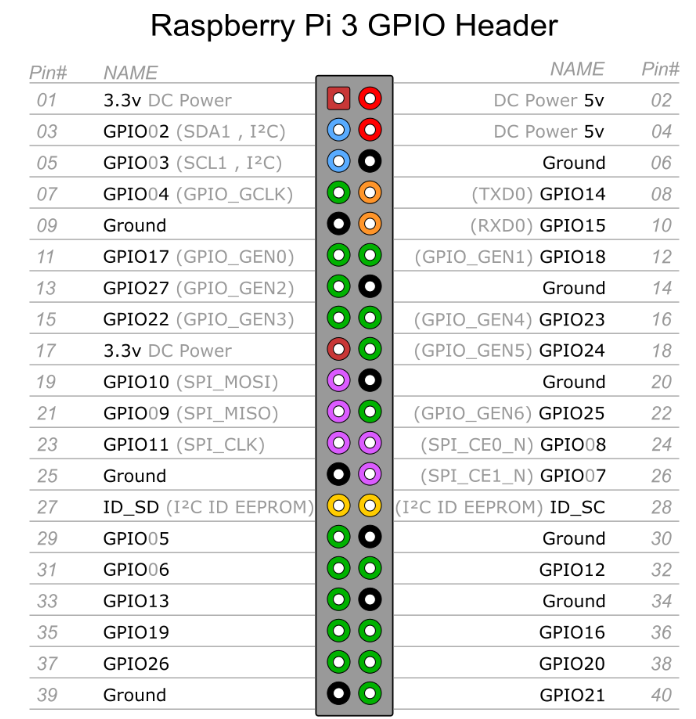 Raspberry Pi 3 GPIO Header
Pin# NAME NAME Pin#
01 3.3v DC Power DC Power 5v 02
03 GPIO02 (SDA1 , I²C) DC Power 5v 04
05 GPIO03 (SCL1 , I²C) Ground 06
07 GPIO04 (GPIO_GCLK) (TXD0) GPIO14 08
09 Ground (RXD0) GPIO15 10
11 GPIO17 (GPIO_GEN0) (GPIO_GEN1) GPIO18 12
13 GPIO27 (GPIO_GEN2) Ground 14
15 GPIO22 (GPIO_GEN3) (GPIO_GEN4) GPIO23 16
17 3.3v DC Power (GPIO_GEN5) GPIO24 18
19 GPIO10 (SPI_MOSI) Ground 20
21 GPIO09 (SPI_MISO) (GPIO_GEN6) GPIO25 22
23 GPIO11 (SPI_CLK) (SPI_CE0_N) GPIO08 24
25 Ground (SPI_CE1_N) GPIO07 26
27 ID_SD (I²C ID EEPROM) (I²C ID EEPROM) ID_SC 28
29 GPIO05 Ground 30
31 GPIO06 GPIO12 32
33 GPIO13 Ground 34
35 GPIO19 GPIO16 36
37 GPIO26 GPIO20 38
39 Ground GPIO21 40